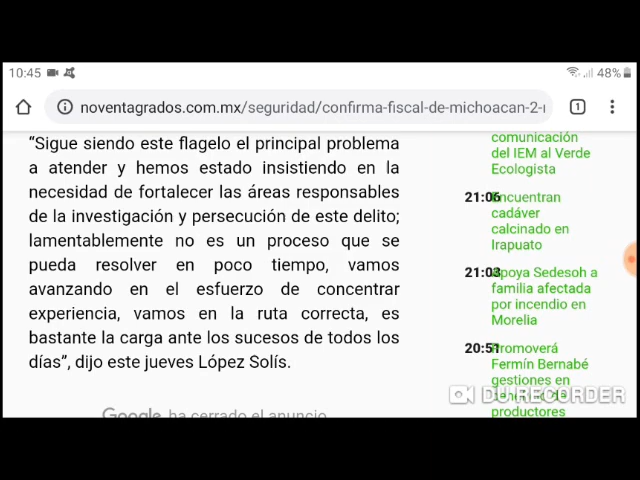 10:45
48%
noventagrados.com.mx/seguridad/confirma-fiscal-de-michoacan-2-
1
“Sigue siendo este flagelo el principal problema
a atender y hemos estado insistiendo en la
necesidad de fortalecer las áreas responsables
de la investigación y persecución de este delito;
lamentablemente no es un proceso que se
pueda resolver en poco tiempo, vamos
avanzando en el esfuerzo de concentrar
experiencia, vamos en la ruta correcta, es
bastante la carga ante los sucesos de todos los
días”, dijo este jueves López Solís.
Google ha cerrado el anuncio
comunicación
del IEM al Verde
Ecologista
21:06 Encuentran
cadáver
calcinado en
Irapuato
21:03 Apoya Sedesoh a
familia afectada
por incendio en
Morelia
20:51 Promoverá
Fermín Bernabé
gestiones en
productores
DU RECORDER